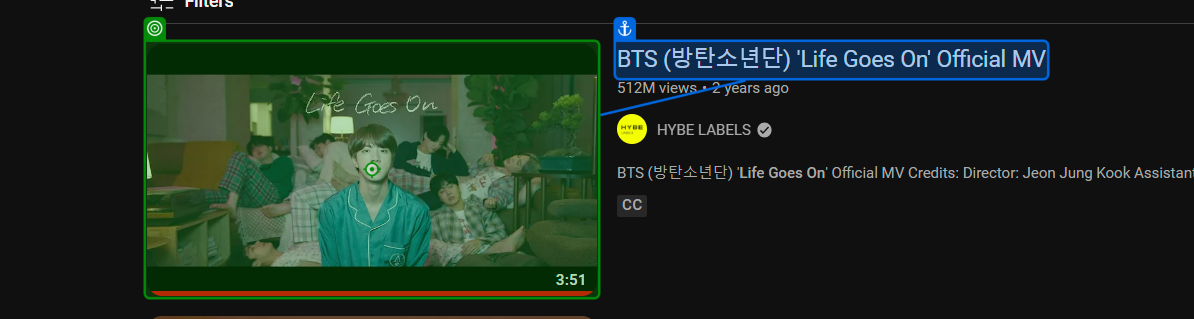 Filters
Life Goes On
3:51
BTS (방탄소년단) 'Life Goes On' Official MV
512M views • 2 years ago
HYBE
HYBE LABELS
BTS (방탄소년단) 'Life Goes On' Official MV Credits: Director: Jeon Jung Kook Assistant
CC